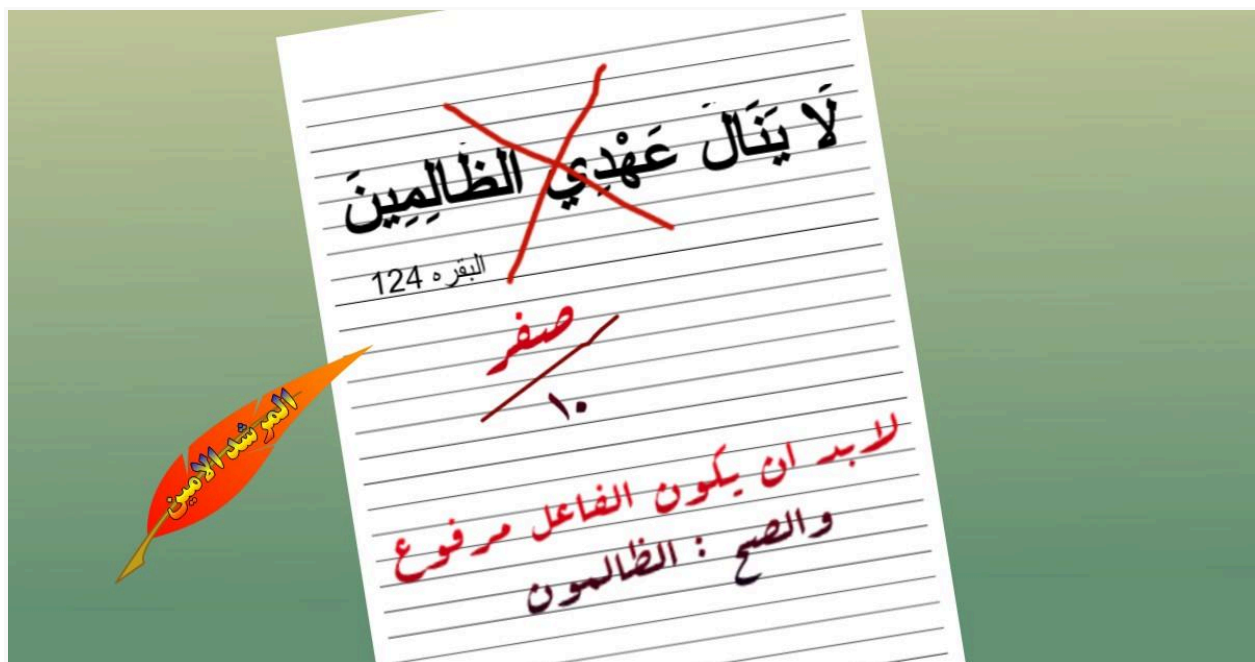 لَا يَنَالُ عَهْدِي الظَّالِمِينَ
البقره 124
صفر
١٠
لابد ان يكون الفاعل مرفوع
والصح : الظالمون
المرشد الامين